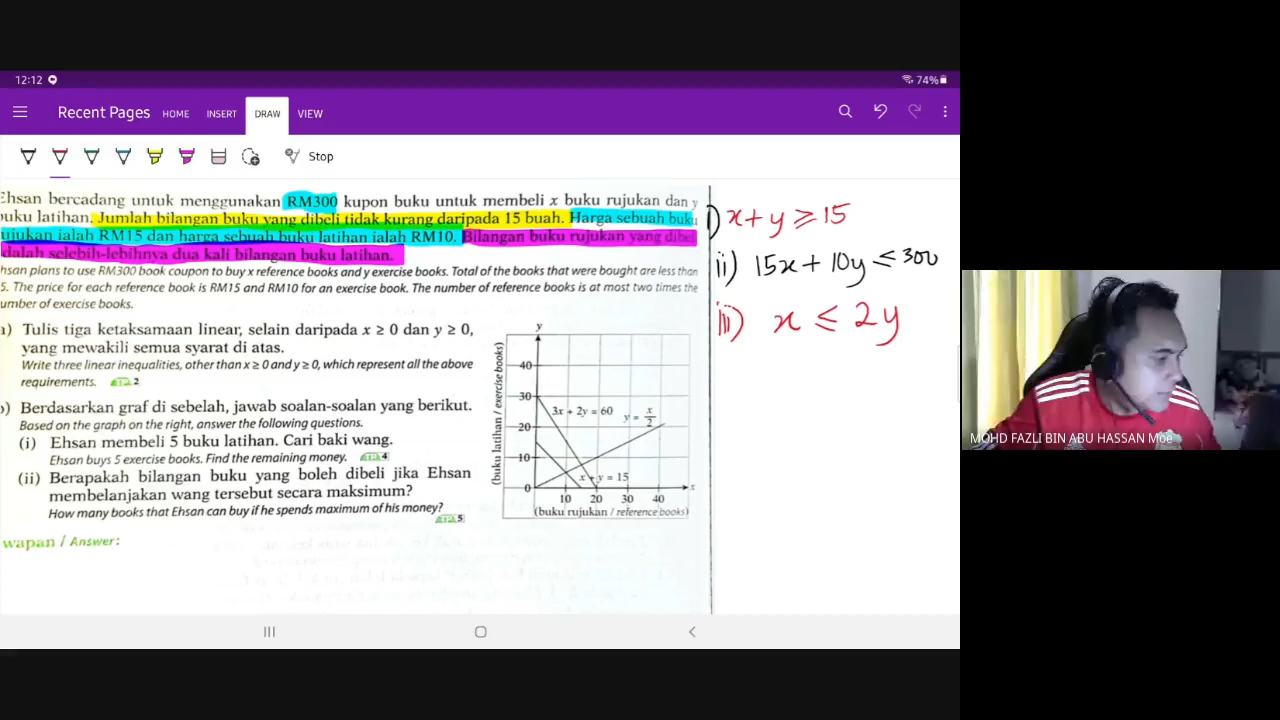 12:12 74%
Recent Pages HOME INSERT DRAW VIEW
Stop
Ehsan bercadang untuk menggunakan RM300 kupon buku untuk membeli x buku rujukan dan y
buku latihan. Jumlah bilangan buku yang dibeli tidak kurang daripada 15 buah. Harga sebuah buku
rujukan ialah RM15 dan harga sebuah buku latihan ialah RM10. Bilangan buku rujukan yang dibeli
adalah selebih-lebihnya dua kali bilangan buku latihan.
hsan plans to use RM300 book coupon to buy x reference books and y exercise books. Total of the books that were bought are less than
5. The price for each reference book is RM15 and RM10 for an exercise book. The number of reference books is at most two times the
umber of exercise books.
a) Tulis tiga ketaksamaan linear, selain daripada x ≥ 0 dan y ≥ 0,
yang mewakili semua syarat di atas.
Write three linear inequalities, other than x ≥ 0 and y ≥ 0, which represent all the above
requirements. 2
b) Berdasarkan graf di sebelah, jawab soalan-soalan yang berikut.
Based on the graph on the right, answer the following questions.
(i) Ehsan membeli 5 buku latihan. Cari baki wang.
Ehsan buys 5 exercise books. Find the remaining money. 4
(ii) Berapakah bilangan buku yang boleh dibeli jika Ehsan
membelanjakan wang tersebut secara maksimum?
How many books that Ehsan can buy if he spends maximum of his money?
5
wapan / Answer:
y
(buku latihan / exercise books)
40
30
20
10
0
3x + 2y = 60
y = x/2
x + y = 15
x
10 20 30 40
(buku rujukan / reference books)
i) x + y ≥ 15
ii) 15x + 10y ≤ 300
iii) x ≤ 2y
MOHD FAZLI BIN ABU HASSAN Moe